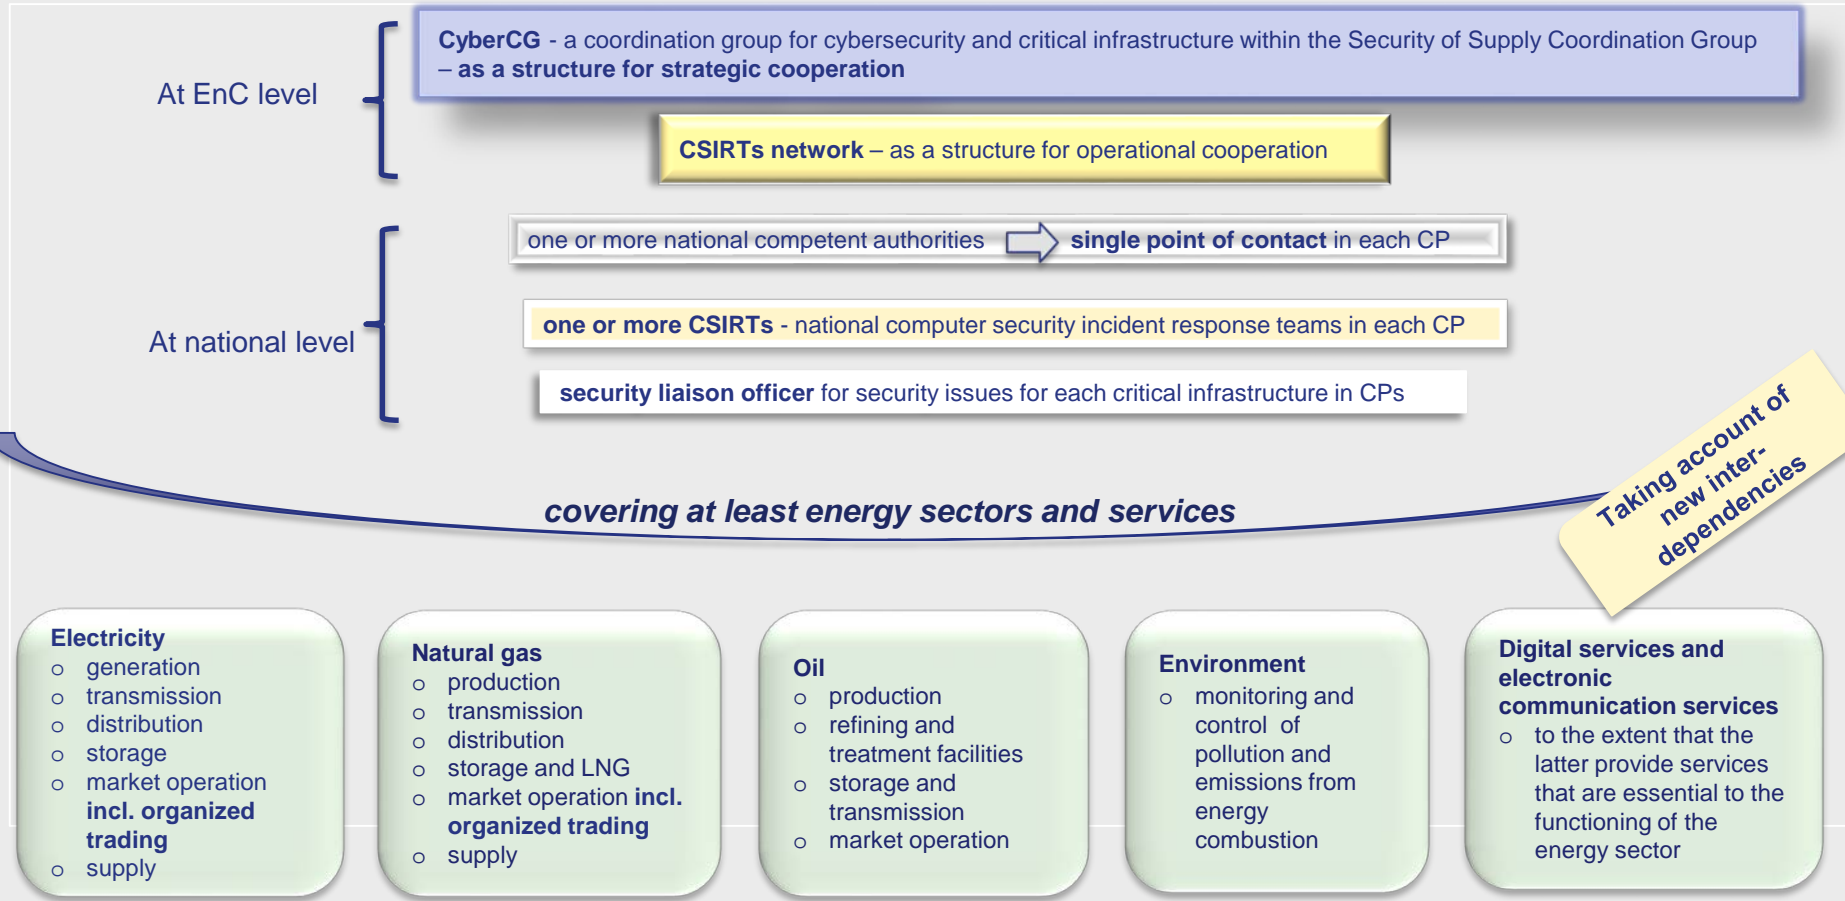 CyberCG - a coordination group for cybersecurity and critical infrastructure within the Security of Supply Coordination Group
– as a structure for strategic cooperation
At EnC level
CSIRTs network – as a structure for operational cooperation
one or more national competent authorities single point of contact in each CP
one or more CSIRTs - national computer security incident response teams in each CP
At national level
security liaison officer for security issues for each critical infrastructure in CPs
Taking account of
new inter-
dependencies
covering at least energy sectors and services
Electricity
o generation
o transmission
o distribution
o storage
o market operation
incl. organized
trading
o supply
Natural gas
o production
o transmission
o distribution
o storage and LNG
o market operation incl.
organized trading
o supply
Oil
o production
o refining and
treatment facilities
o storage and
transmission
o market operation
Environment
o monitoring and
control of
pollution and
emissions from
energy
combustion
Digital services and
electronic
communication services
o to the extent that the
latter provide services
that are essential to the
functioning of the
energy sector